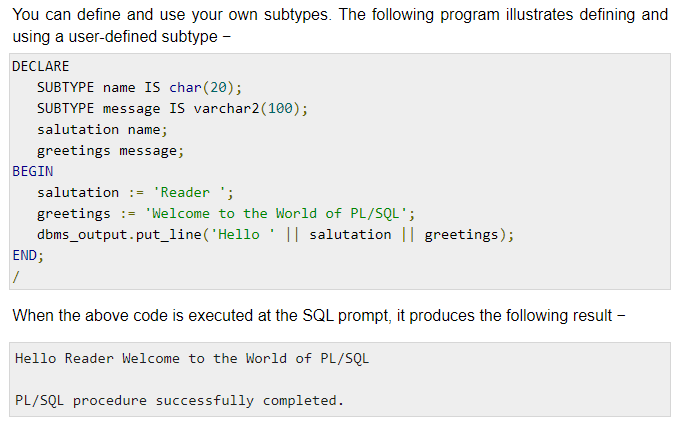 You can define and use your own subtypes. The following program illustrates defining and
using a user-defined subtype −
DECLARE
   SUBTYPE name IS char(20);
   SUBTYPE message IS varchar2(100);
   salutation name;
   greetings message;
BEGIN
   salutation := 'Reader ';
   greetings := 'Welcome to the World of PL/SQL';
   dbms_output.put_line('Hello ' || salutation || greetings);
END;
/
When the above code is executed at the SQL prompt, it produces the following result −
Hello Reader Welcome to the World of PL/SQL
PL/SQL procedure successfully completed.